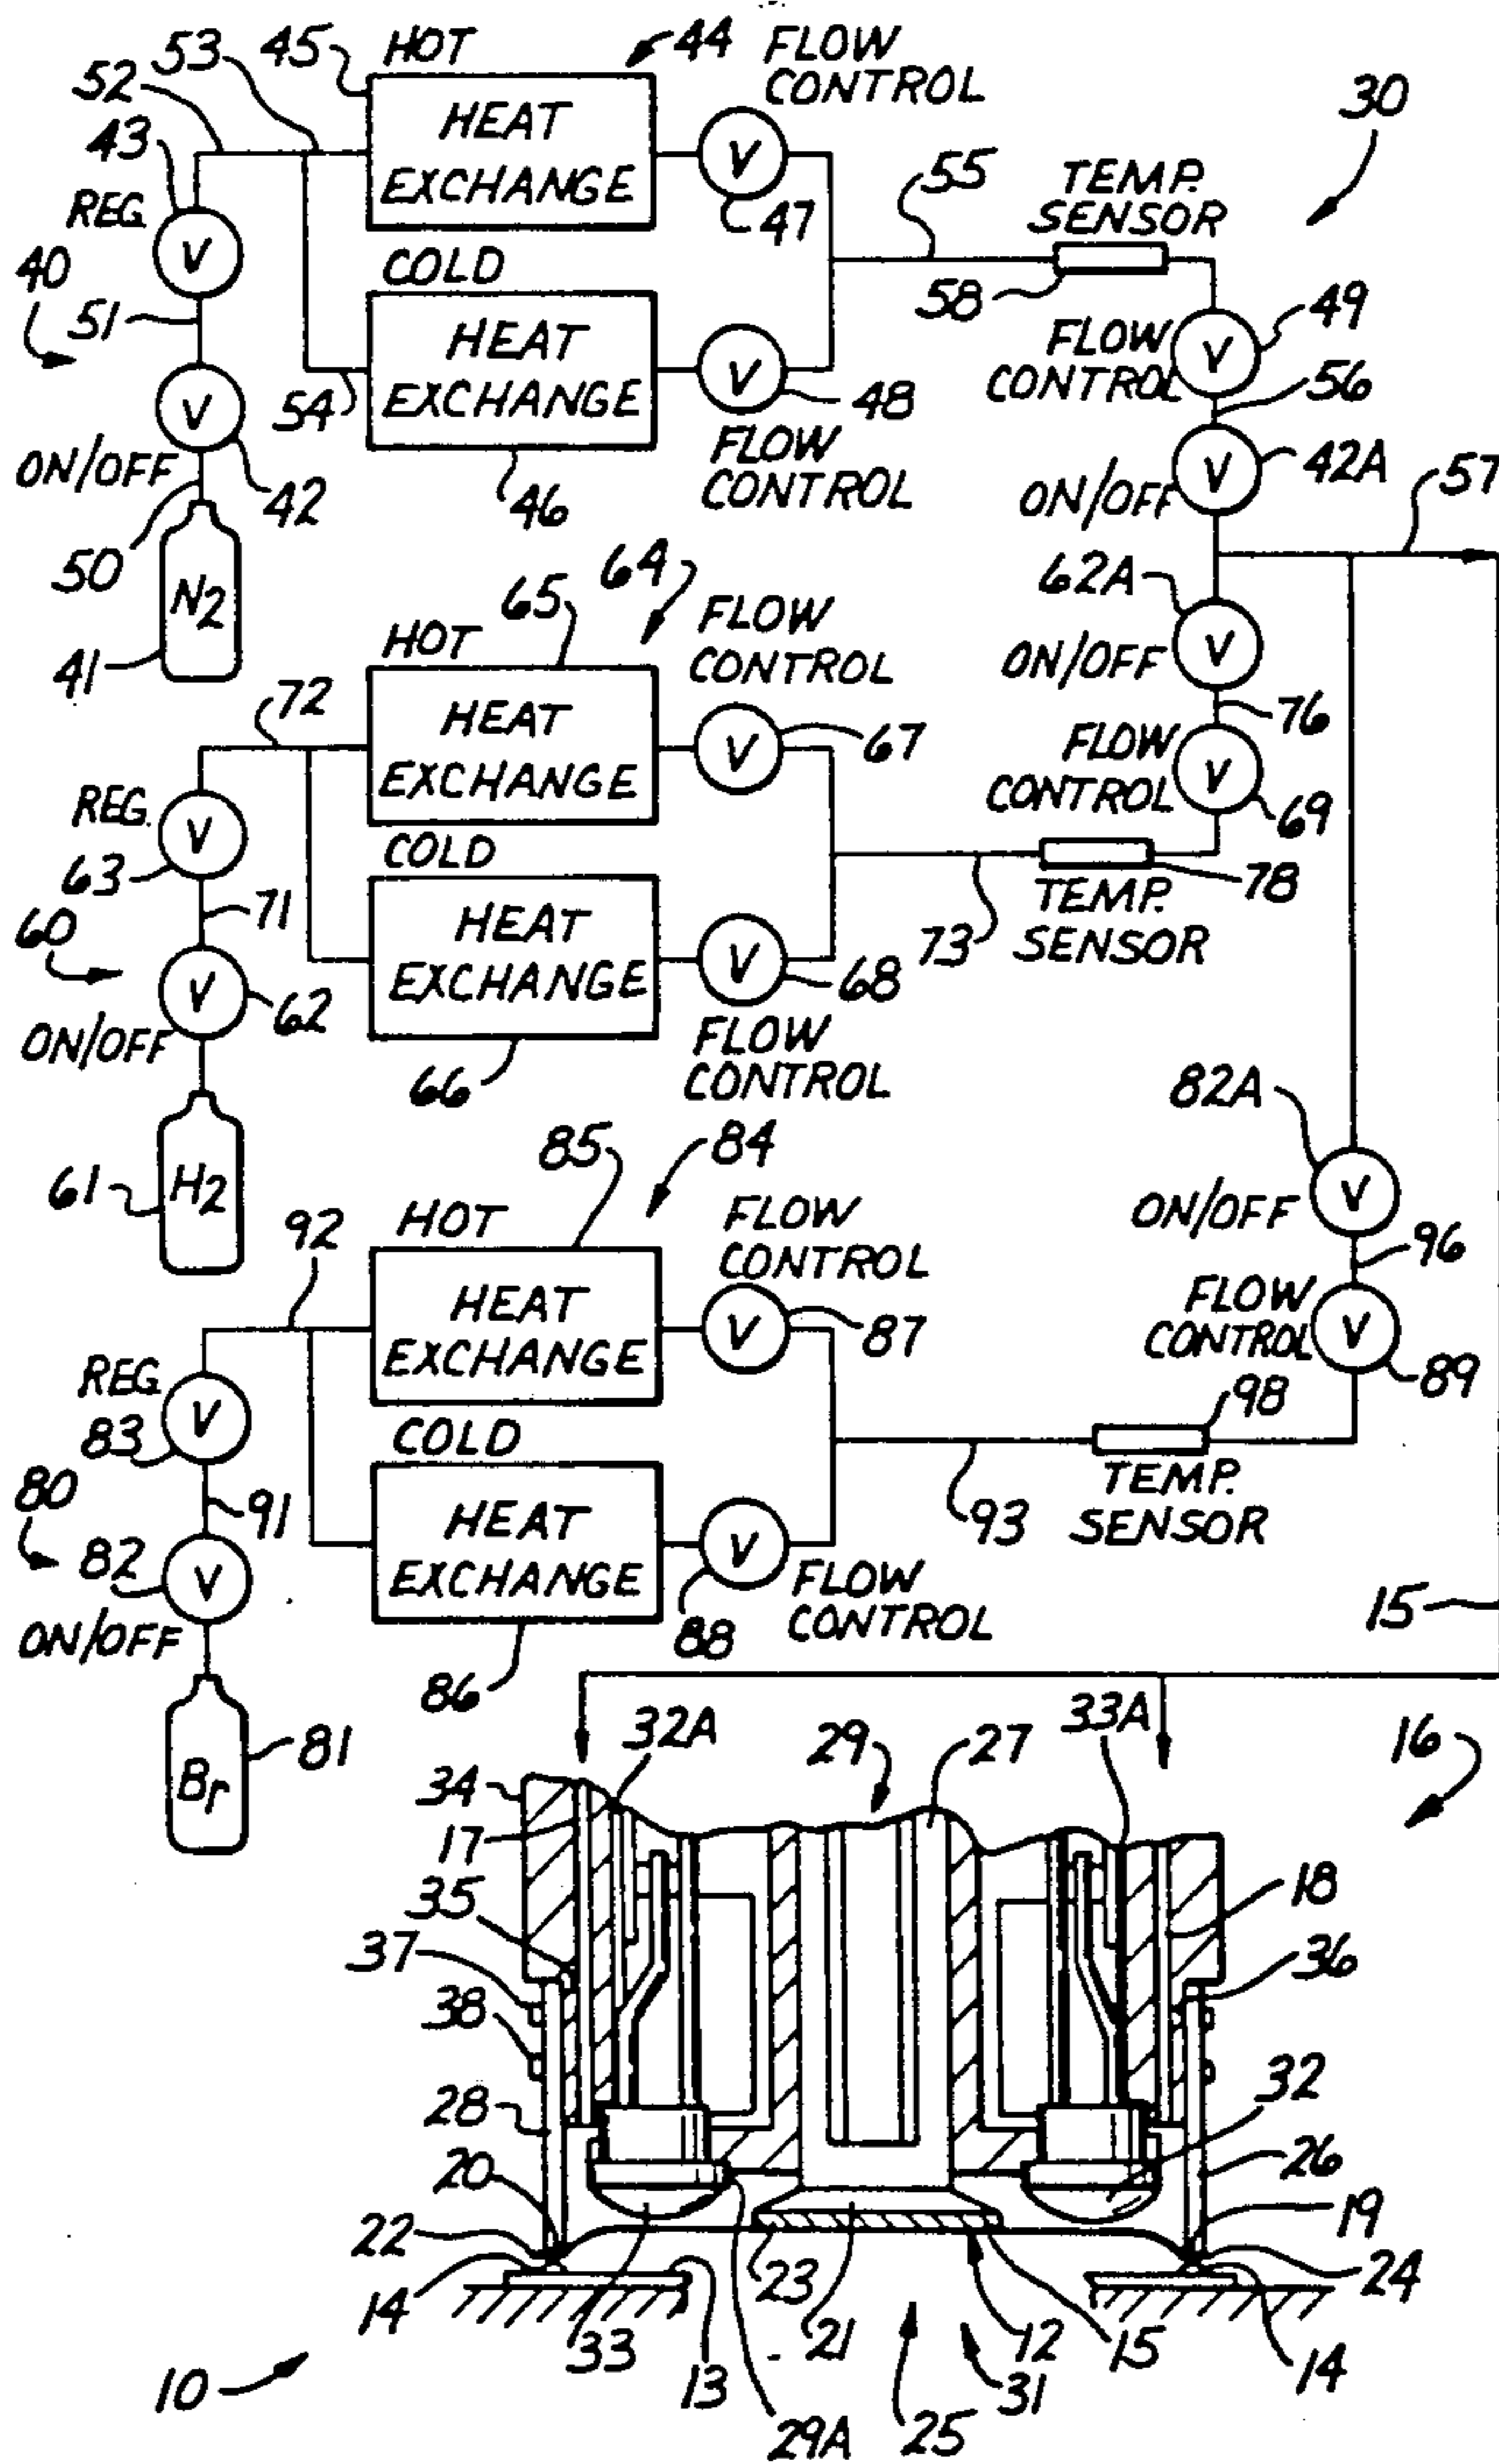 53
45
HOT
44
FLOW
CONTROL
52
43
HEAT
EXCHANGE
V
30
REG
V
47
55
TEMP.
SENSOR
40
COLD
58
51
HEAT
EXCHANGE
V
FLOW
CONTROL
V
49
54
48
56
V
ON/OFF
42
46
FLOW
CONTROL
ON/OFF
V
42A
57
50
N2
41
64
65
HOT
FLOW
CONTROL
62A
ON/OFF
V
72
HEAT
EXCHANGE
V
67
76
REG.
V
63
FLOW
CONTROL
V
69
COLD
71
HEAT
EXCHANGE
V
78
TEMP.
SENSOR
73
60
V
62
68
ON/OFF
66
FLOW
CONTROL
82A
61
H2
85
84
92
HOT
FLOW
CONTROL
ON/OFF
V
96
HEAT
EXCHANGE
V
87
FLOW
CONTROL
V
89
REG.
V
83
COLD
98
80
91
HEAT
EXCHANGE
V
93
TEMP.
SENSOR
82
V
ON/OFF
88
FLOW
CONTROL
15
86
Br
81
32A
29
27
33A
16
34
17
35
18
37
36
38
28
32
20
26
22
19
14
23
24
33
13
21
12
15
14
10
29A
25
31